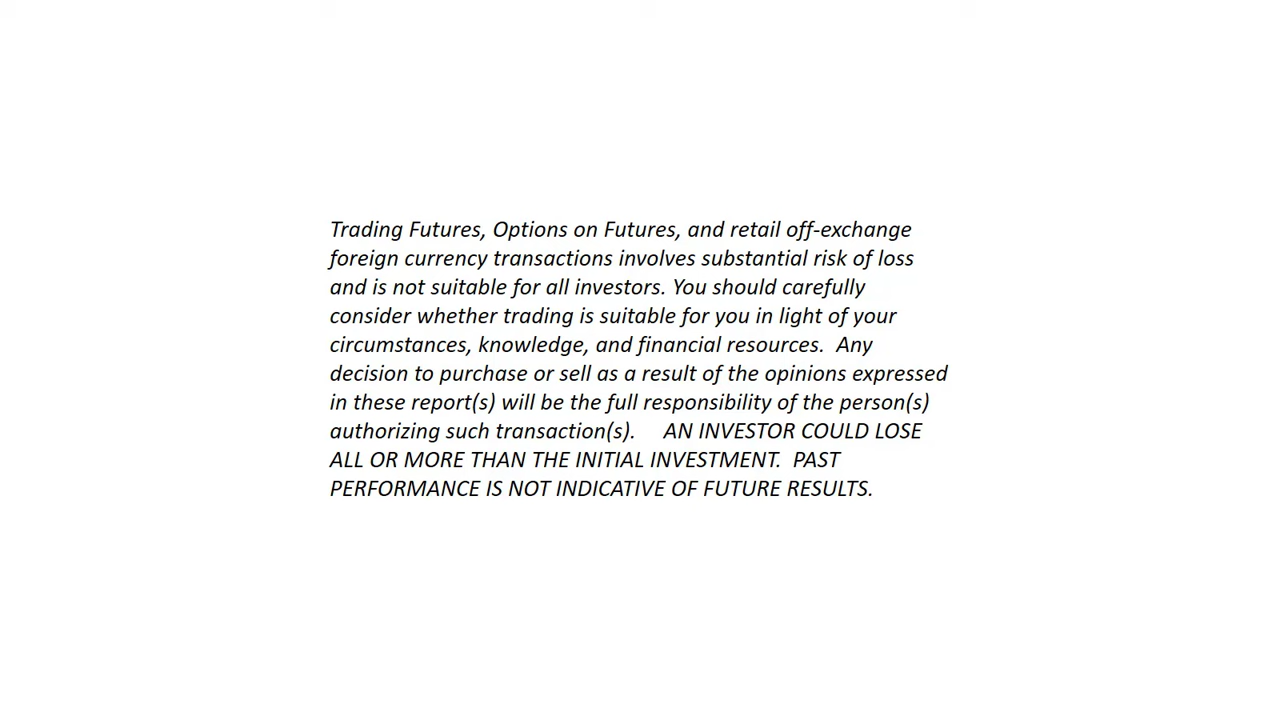 Trading Futures, Options on Futures, and retail off-exchange
foreign currency transactions involves substantial risk of loss
and is not suitable for all investors. You should carefully
consider whether trading is suitable for you in light of your
circumstances, knowledge, and financial resources.  Any
decision to purchase or sell as a result of the opinions expressed
in these report(s) will be the full responsibility of the person(s)
authorizing such transaction(s).     AN INVESTOR COULD LOSE
ALL OR MORE THAN THE INITIAL INVESTMENT.  PAST
PERFORMANCE IS NOT INDICATIVE OF FUTURE RESULTS.